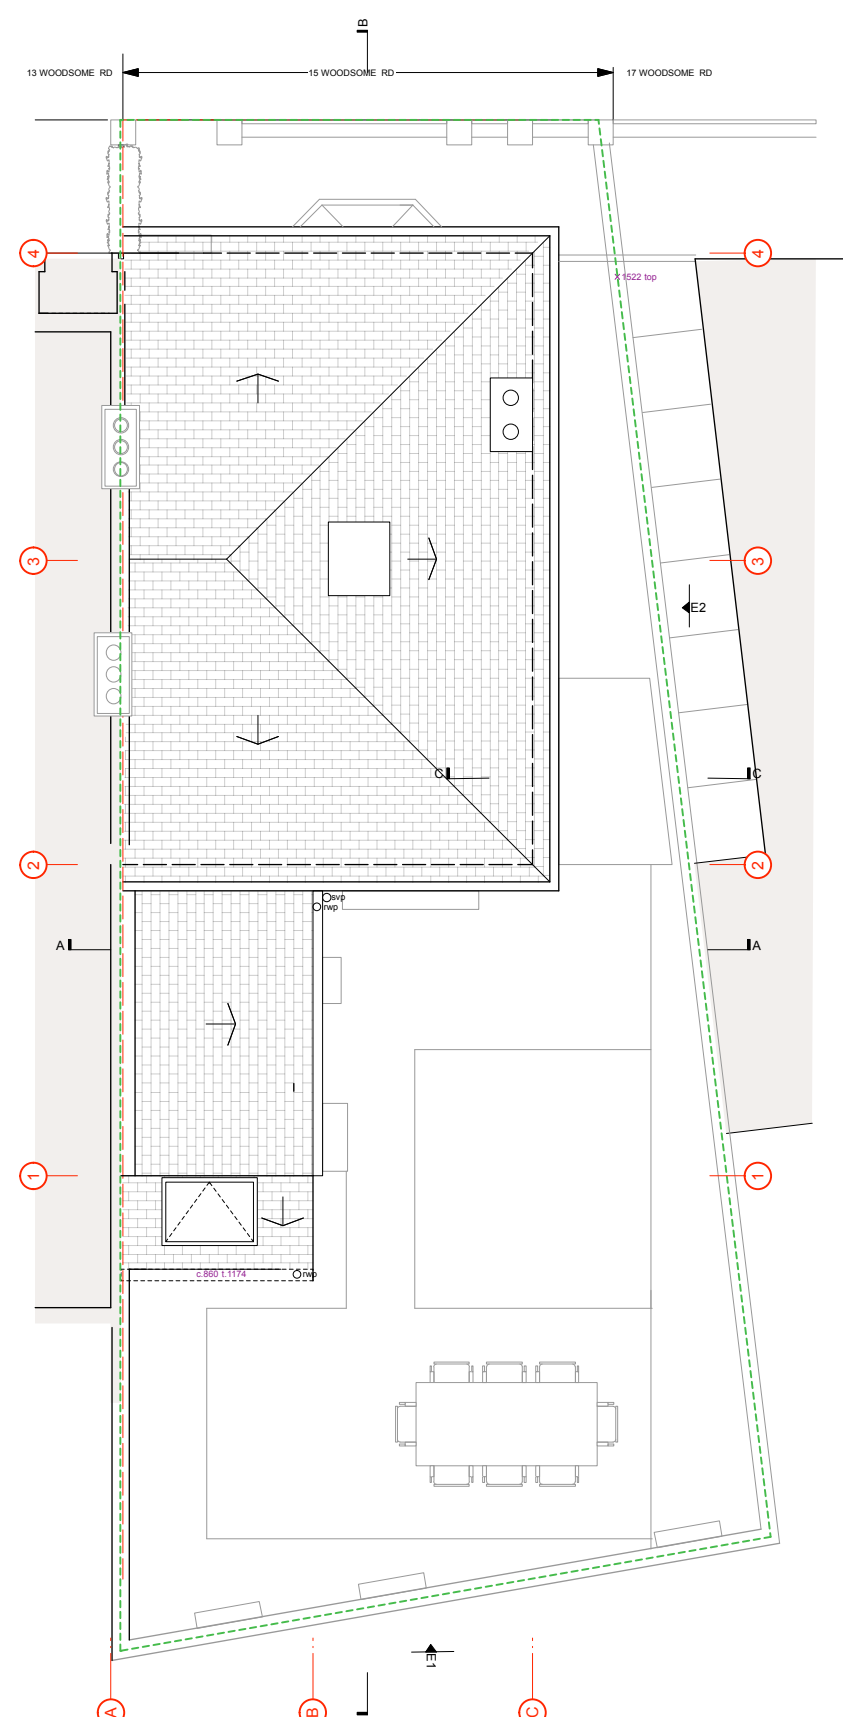 B
13 WOODSOME RD
15 WOODSOME RD
17 WOODSOME RD
4
4
1522 top
3
3
E2
C
C
2
2
svp
rwp
A
A
1
1
c.860 t.1174
rwp
E1
A
B
C